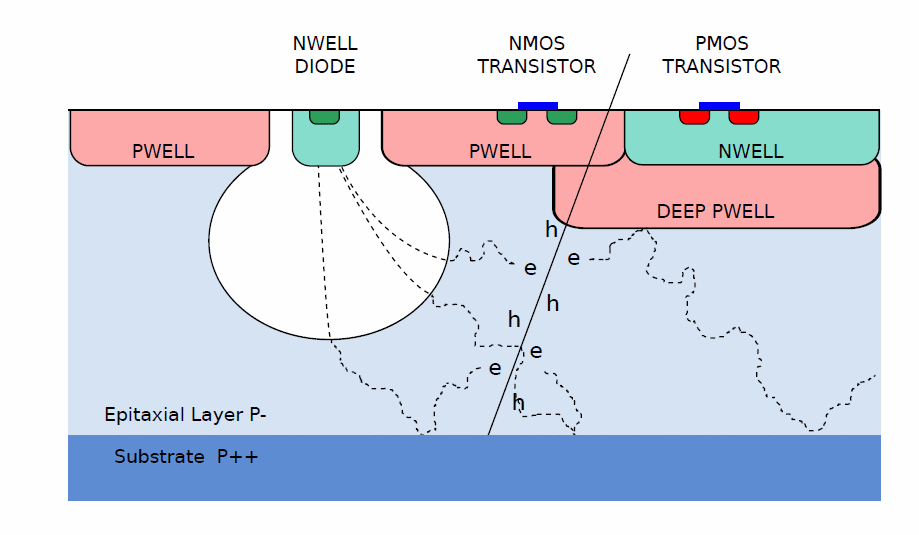 NWELL
DIODE
NMOS
TRANSISTOR
PMOS
TRANSISTOR
PWELL
PWELL
NWELL
DEEP PWELL
h
e
e
h
h
e
e
h
Epitaxial Layer P-
Substrate P++